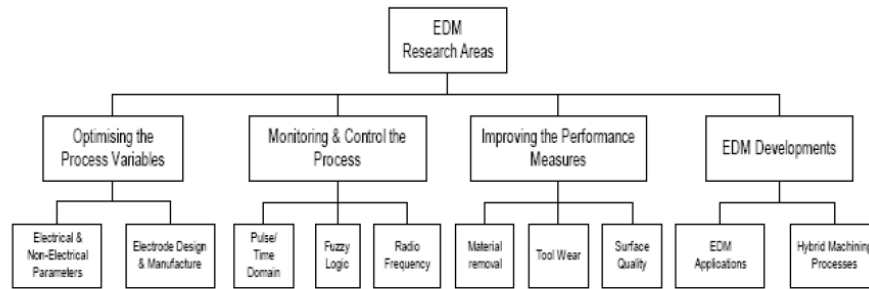 EDM
Research Areas
Optimising the
Process Variables
Monitoring & Control the
Process
Improving the Performance
Measures
EDM Developments
Electrical &
Non-Electrical
Parameters
Electrode Design
& Manufacture
Pulse/
Time
Domain
Fuzzy
Logic
Radio
Frequency
Material
removal
Tool Wear
Surface
Quality
EDM
Applications
Hybrid Machining
Processes